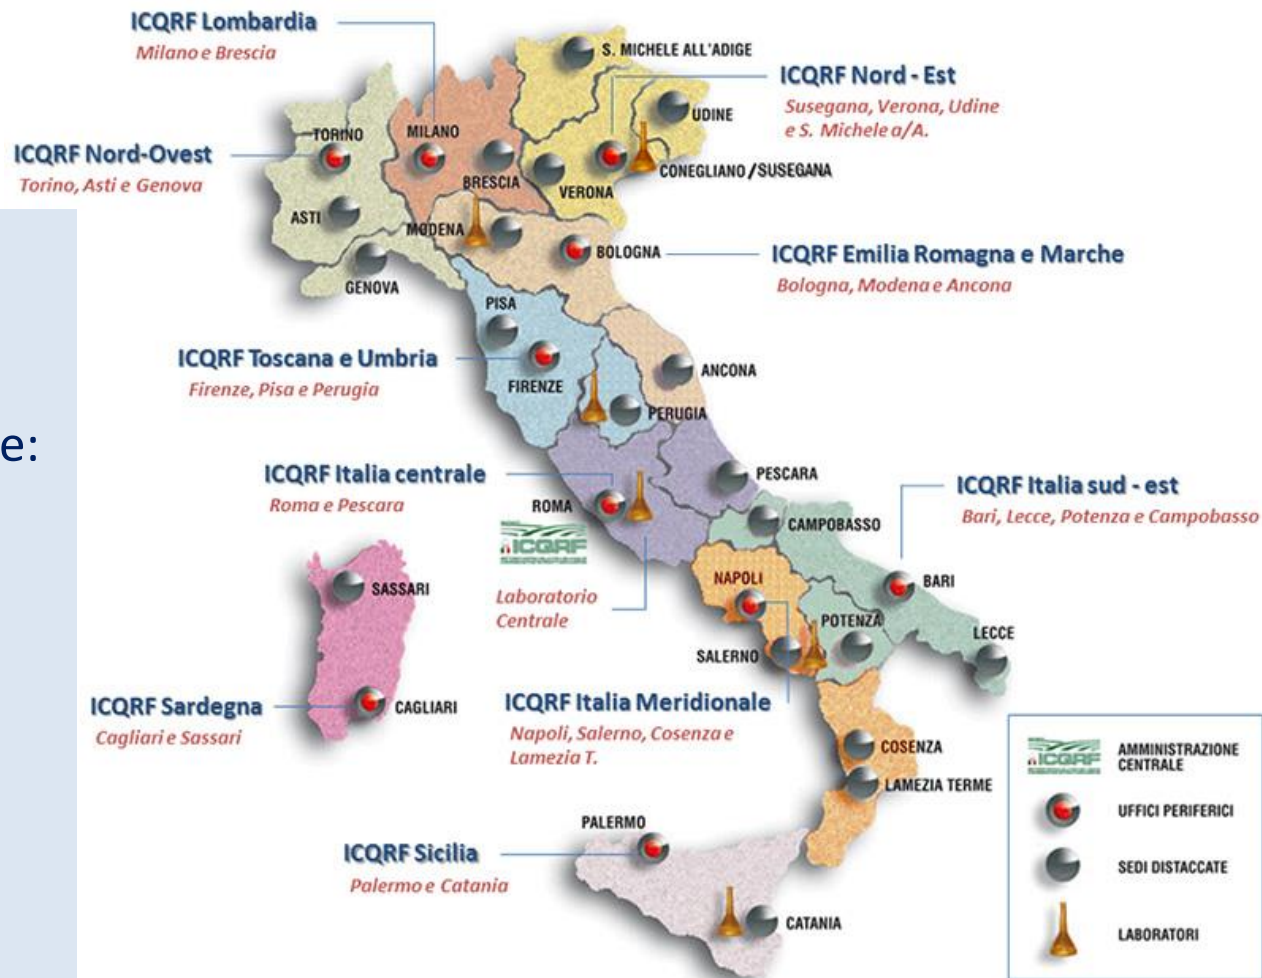 ICQRF Lombardia
Milano e Brescia
S. MICHELE ALL'ADIGE
ICQRF Nord - Est
Susegana, Verona, Udine
e S. Michele a/A.
UDINE
TORINO
MILANO
ICQRF Nord-Ovest
Torino, Asti e Genova
BRESCIA
VERONA
CONEGLIANO/SUSEGANA
ASTI
MODENA
BOLOGNA
ICQRF Emilia Romagna e Marche
Bologna, Modena e Ancona
GENOVA
PISA
ICQRF Toscana e Umbria
Firenze, Pisa e Perugia
FIRENZE
ANCONA
PERUGIA
e:
ICQRF Italia centrale
Roma e Pescara
PESCARA
ROMA
ICQRF
ICQRF Italia sud - est
Bari, Lecce, Potenza e Campobasso
CAMPOBASSO
NAPOLI
BARI
SASSARI
Laboratorio
Centrale
POTENZA
LECCE
SALERNO
ICQRF Sardegna
Cagliari e Sassari
CAGLIARI
ICQRF Italia Meridionale
Napoli, Salerno, Cosenza e
Lamezia T.
COSENZA
LAMEZIA TERME
PALERMO
ICQRF Sicilia
Palermo e Catania
CATANIA
ICQRF
AMMINISTRAZIONE
CENTRALE
UFFICI PERIFERICI
SEDI DISTACCATE
LABORATORI